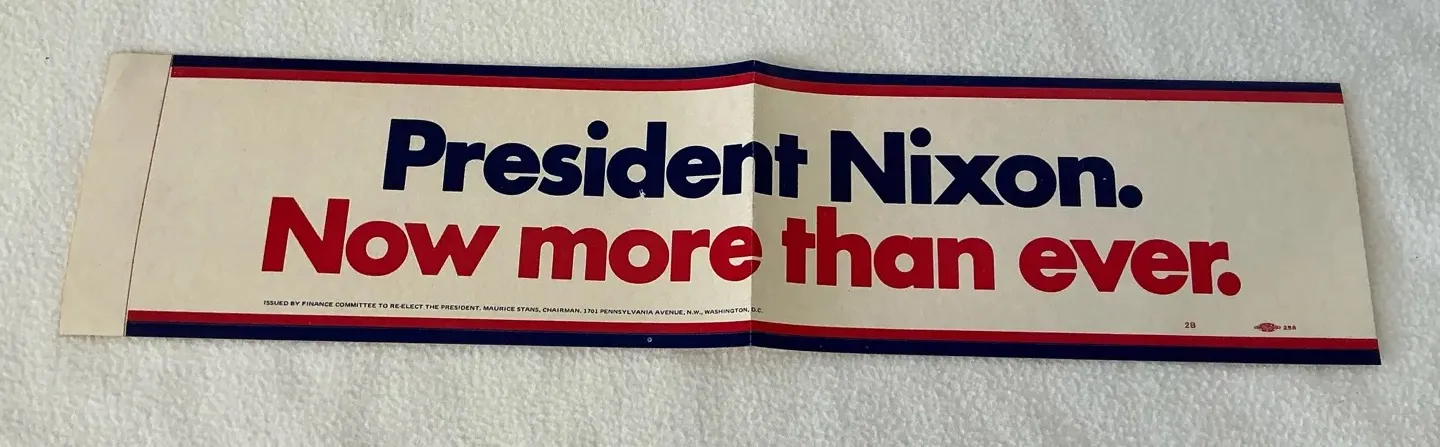 President Nixon.
Now more than ever.
ISSUED BY FINANCE COMMITTEE TO RE-ELECT THE PRESIDENT, MAURICE STANS, CHAIRMAN, 1701 PENNSYLVANIA AVENUE, N.W., WASHINGTON, D.C.
2B